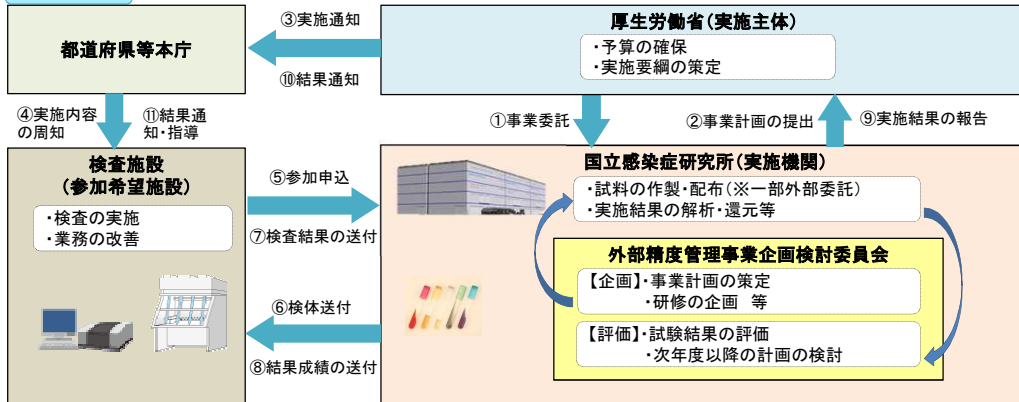 ③実施通知
厚生労働省(実施主体)
・予算の確保
・実施要綱の策定
都道府県等本庁
⑩結果通知
④実施内容
の周知
⑪結果通
知・指導
①事業委託
②事業計画の提出
⑨実施結果の報告
検査施設
(参加希望施設)
・検査の実施
・業務の改善
⑤参加申込
⑦検査結果の送付
国立感染症研究所(実施機関)
・試料の作製・配布(※一部外部委託)
・実施結果の解析・還元等
外部精度管理事業企画検討委員会
【企画】・事業計画の策定
・研修の企画 等
【評価】・試験結果の評価
・次年度以降の計画の検討
⑥検体送付
⑧結果成績の送付